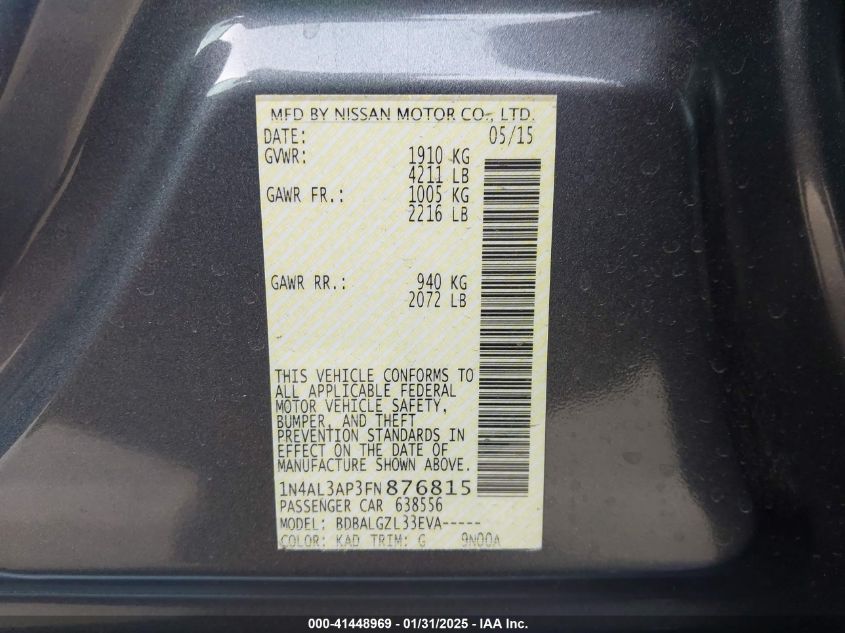 MFD BY NISSAN MOTOR CO., LTD.
DATE: 05/15
GVWR: 1910 KG
4211 LB
GAWR FR.: 1005 KG
2216 LB
GAWR RR.: 940 KG
2072 LB
THIS VEHICLE CONFORMS TO
ALL APPLICABLE FEDERAL
MOTOR VEHICLE SAFETY,
BUMPER, AND THEFT
PREVENTION STANDARDS IN
EFFECT ON THE DATE OF
MANUFACTURE SHOWN ABOVE.
1N4AL3AP3FN876815
PASSENGER CAR 638556
MODEL: BDBALGZL33EVA-----
COLOR: KAD TRIM: G 9N00A
000-41448969 — 01/31/2025 - IAA Inc.